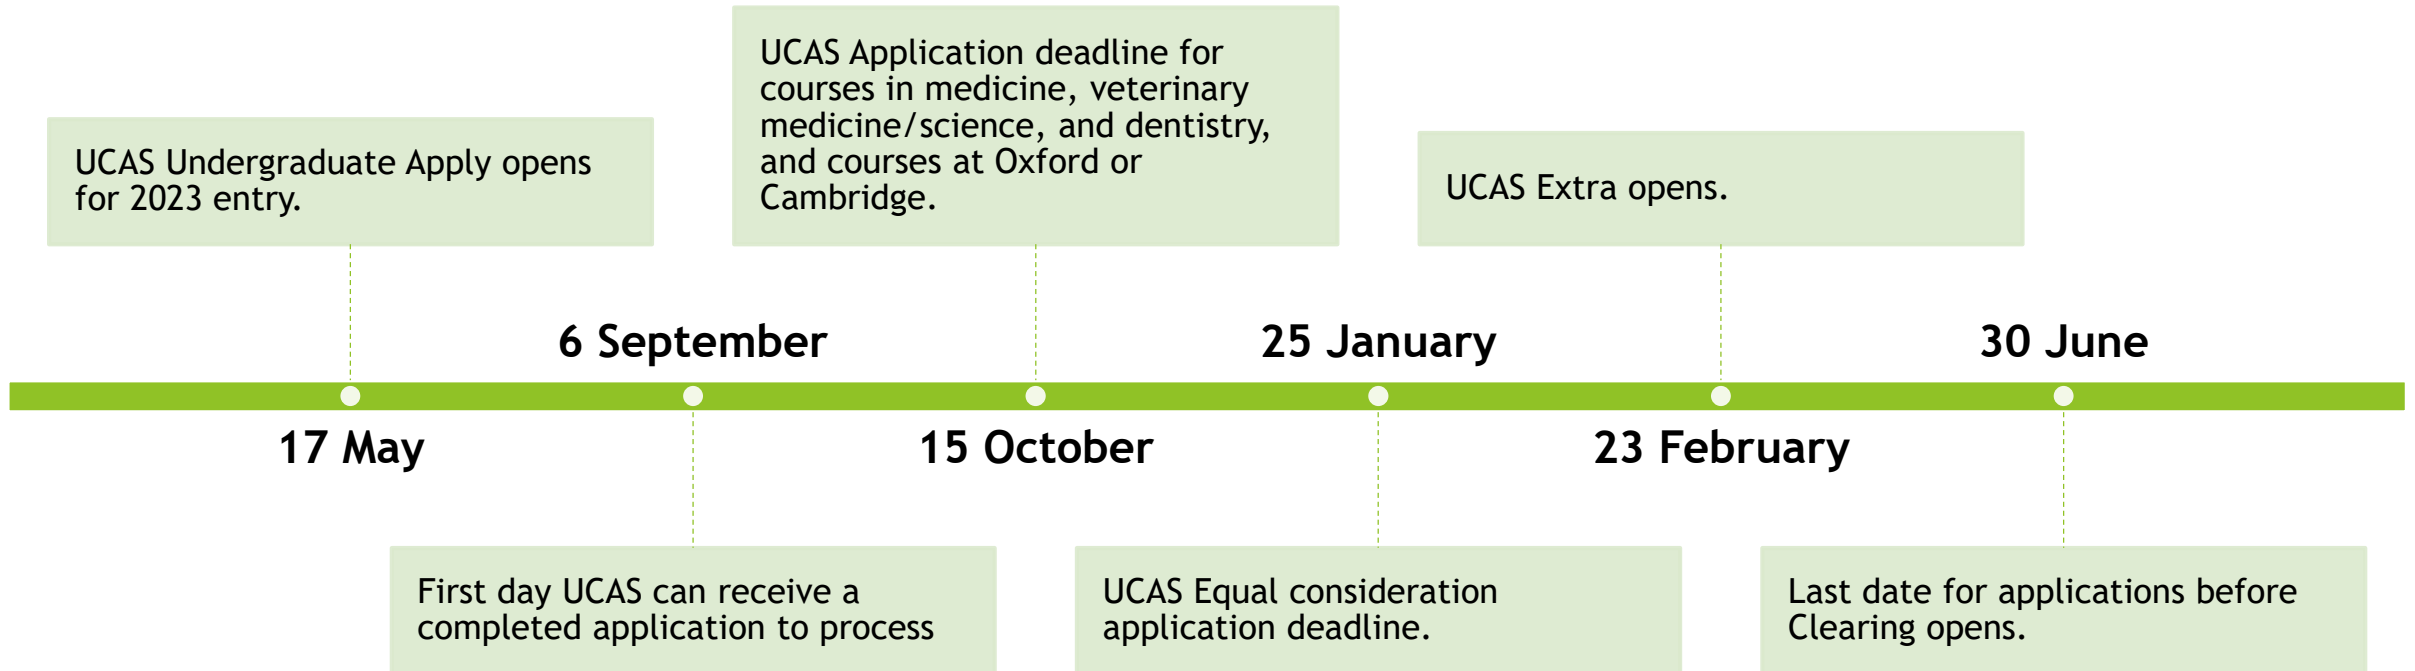 UCAS Undergraduate Apply opens
for 2023 entry.
17 May
6 September
First day UCAS can receive a
completed application to process
UCAS Application deadline for
courses in medicine, veterinary
medicine/science, and dentistry,
and courses at Oxford or
Cambridge.
15 October
25 January
UCAS Equal consideration
application deadline.
UCAS Extra opens.
23 February
30 June
Last date for applications before
Clearing opens.